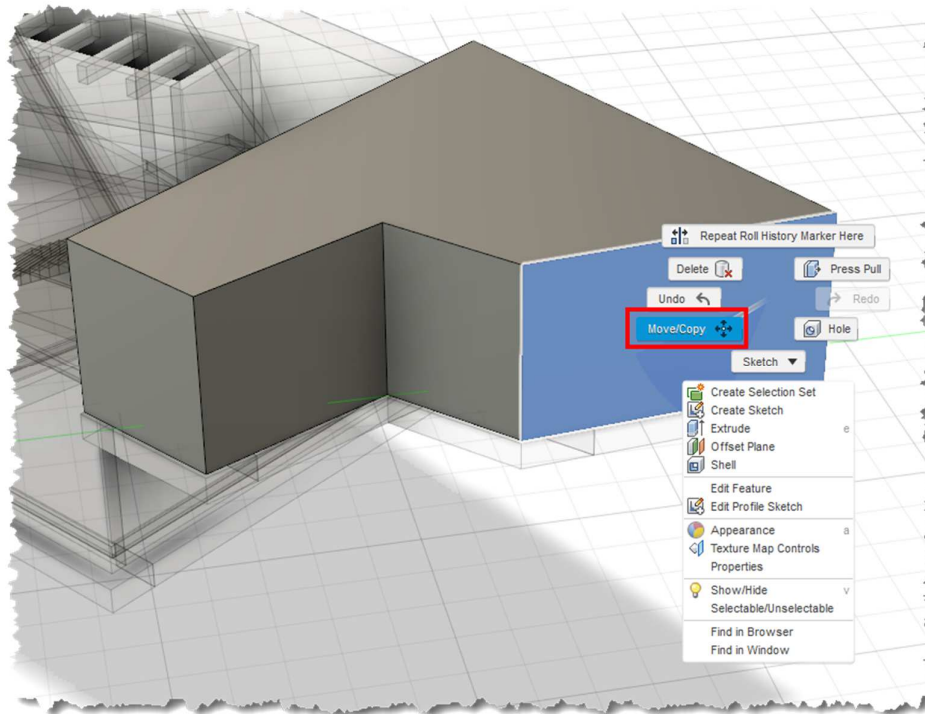 Repeat Roll History Marker Here
Delete
Press Pull
Undo
Redo
Move/Copy
Hole
Sketch
Create Selection Set
Create Sketch
Extrude e
Offset Plane
Shell
Edit Feature
Edit Profile Sketch
Appearance a
Texture Map Controls
Properties
Show/Hide v
Selectable/Unselectable
Find in Browser
Find in Window